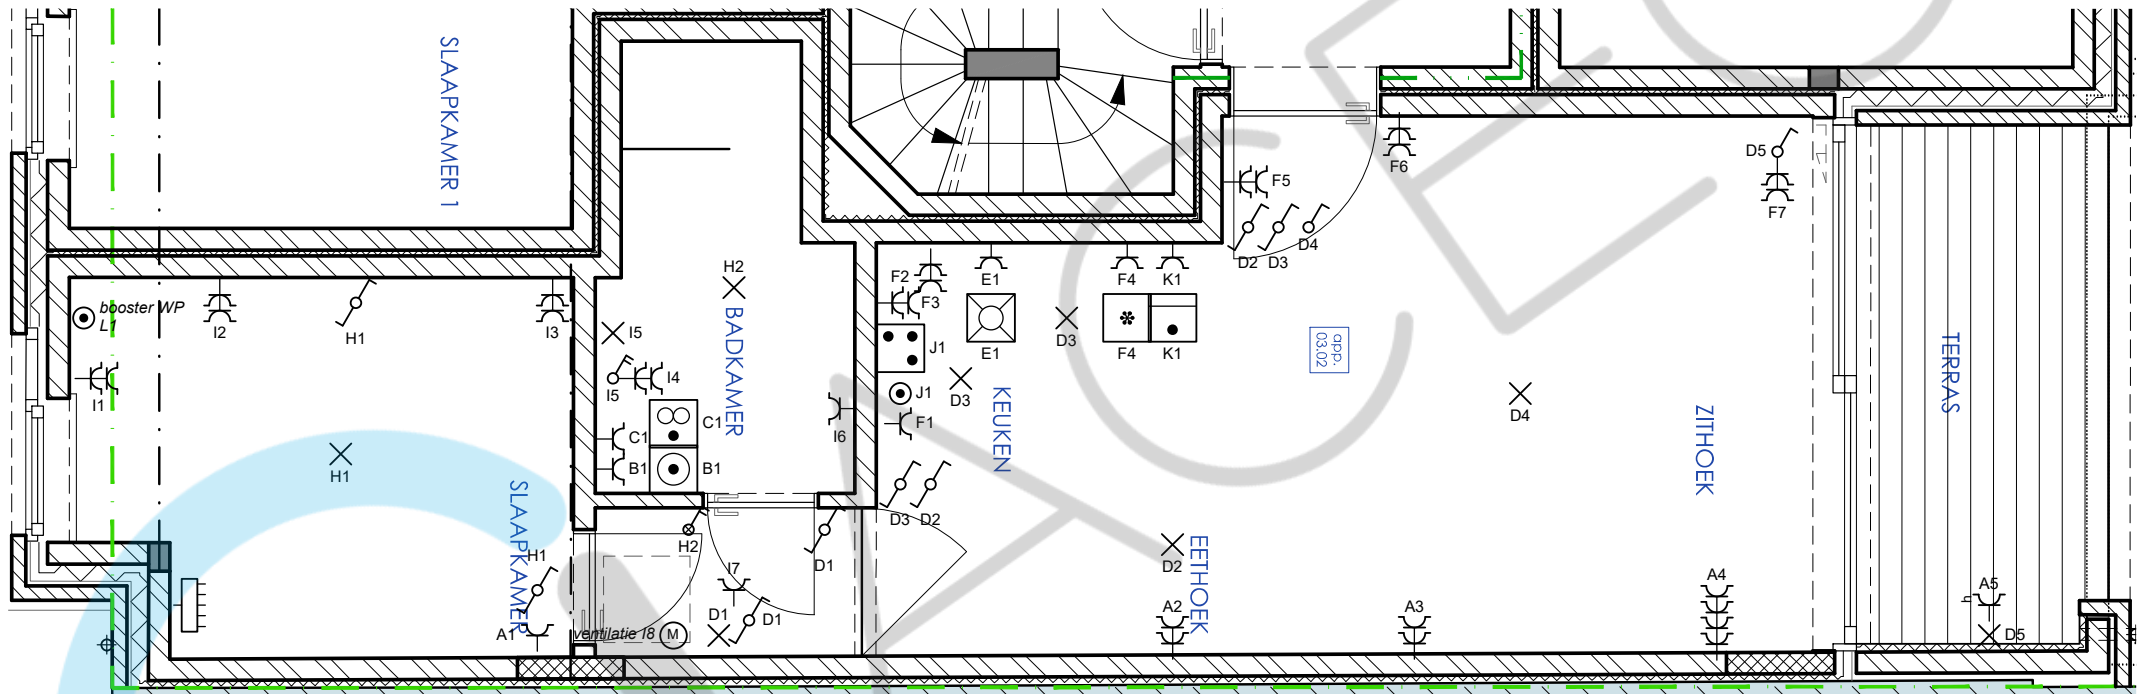 SLAAPKAMER 1
D5
F6
F7
F5
D2
D3
D4
H2
F2
F3
E1
F4
K1
booster WP
L1
I2
H1
I3
I5
BADKAMER
J1
E1
D3
F4
K1
app.
03.02
TERRAS
I1
I4
I5
D3
J1
KEUKEN
D4
ZITHOEK
C1
C1
F1
I6
H1
B1
B1
SLAAPKAMER
D3
D2
H2
D1
H1
I7
D2
EETHOEK
A1
D1
D1
ventilatie I8
M
A2
A3
A4
A5
h
D5